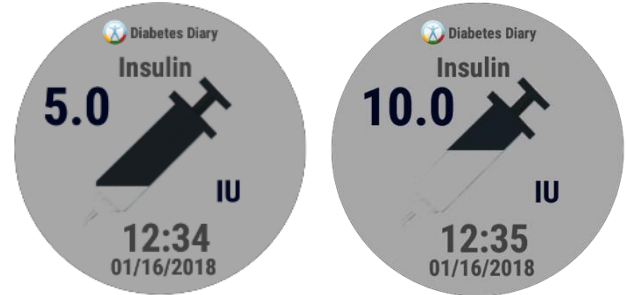 Diabetes Diary
Insulin
5.0
IU
12:34
01/16/2018
Diabetes Diary
Insulin
10.0
IU
12:35
01/16/2018